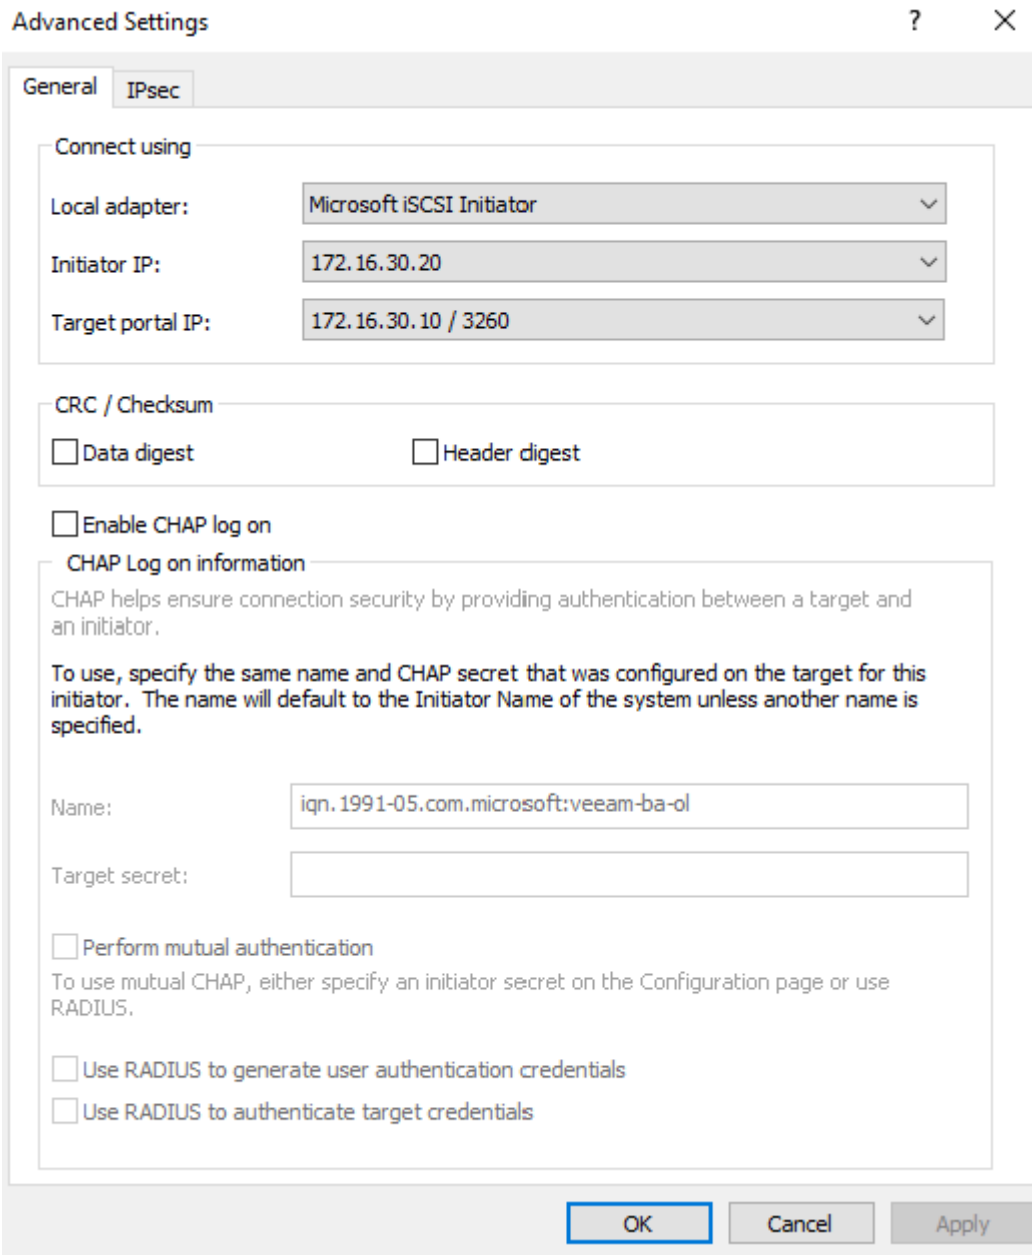 Advanced Settings
General
IPsec
Connect using
Local adapter:
Microsoft iSCSI Initiator
Initiator IP:
172.16.30.20
Target portal IP:
172.16.30.10 / 3260
CRC / Checksum
Data digest
Header digest
Enable CHAP log on
CHAP Log on information
CHAP helps ensure connection security by providing authentication between a target and
an initiator.
To use, specify the same name and CHAP secret that was configured on the target for this
initiator. The name will default to the Initiator Name of the system unless another name is
specified.
Name:
iqn.1991-05.com.microsoft:veeam-ba-ol
Target secret:
Perform mutual authentication
To use mutual CHAP, either specify an initiator secret on the Configuration page or use
RADIUS.
Use RADIUS to generate user authentication credentials
Use RADIUS to authenticate target credentials
OK
Cancel
Apply